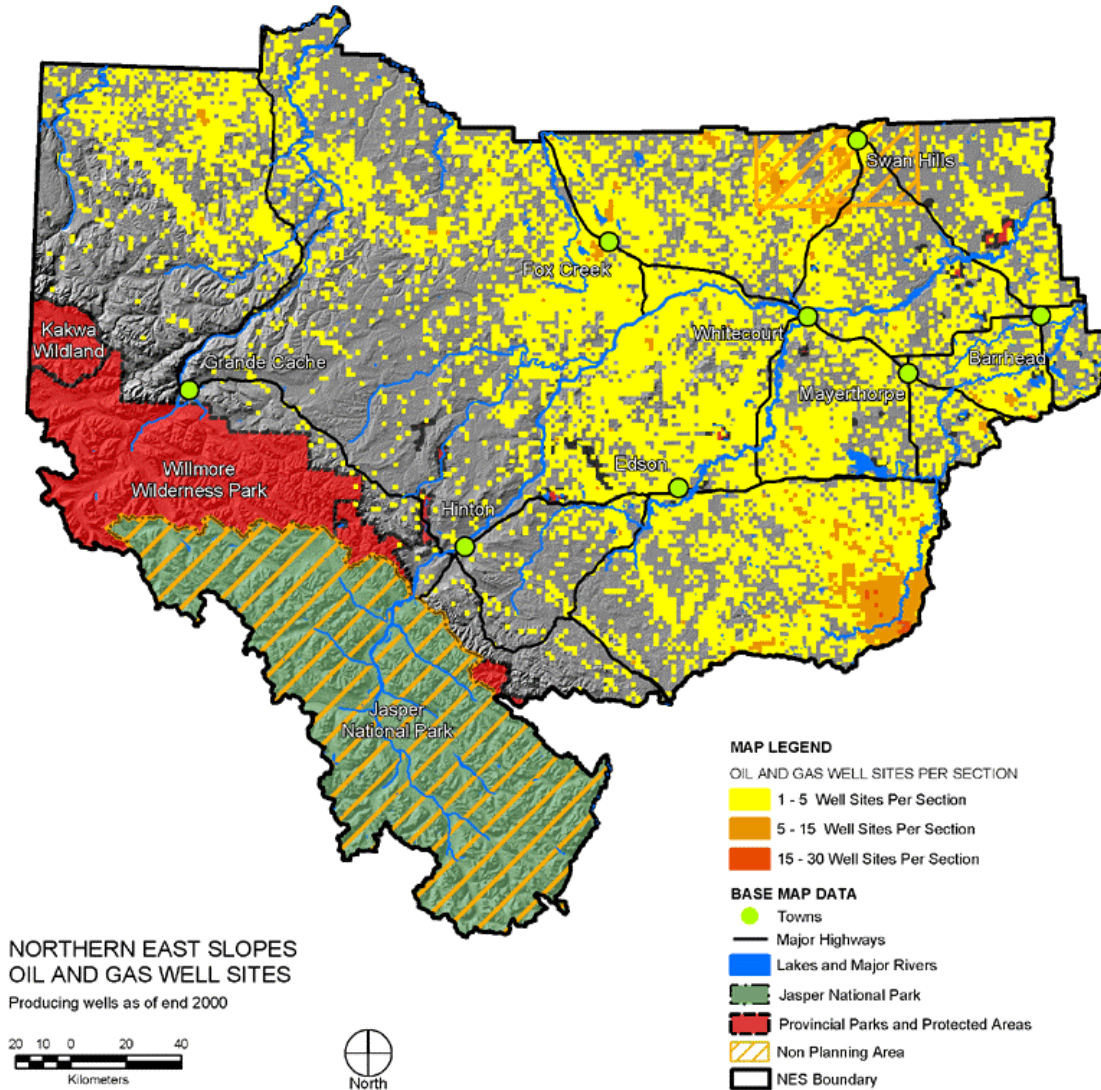 Swan Hills
Fox Creek
Kakwa
Wildland
Whitecourt
Grande Cache
Barrhead
Mayerthorpe
Willmore
Wilderness Park
Edson
Hinton
Jasper
National Park
MAP LEGEND
OIL AND GAS WELL SITES PER SECTION
1 - 5 Well Sites Per Section
5 - 15 Well Sites Per Section
15 - 30 Well Sites Per Section
BASE MAP DATA
Towns
Major Highways
Lakes and Major Rivers
Jasper National Park
Provincial Parks and Protected Areas
Non Planning Area
NES Boundary
NORTHERN EAST SLOPES
OIL AND GAS WELL SITES
Producing wells as of end 2000
20 10 0 20 40
Kilometers
North